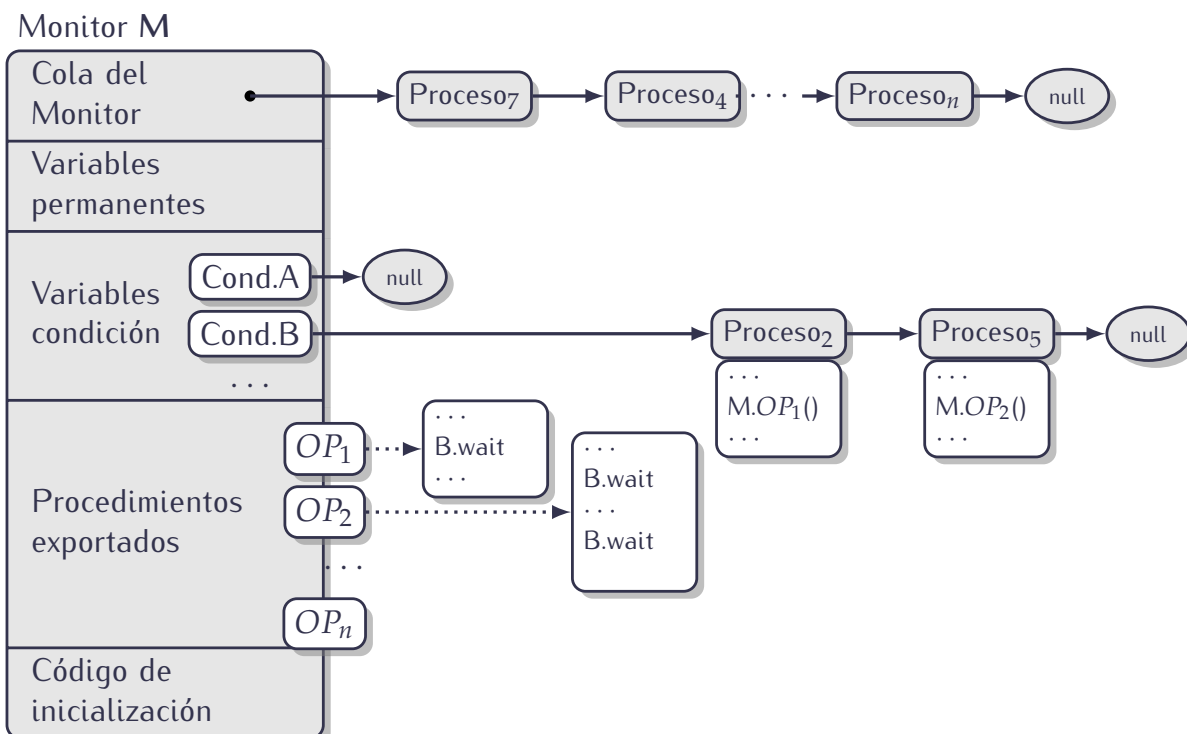 Monitor M
Cola del
Monitor
Proceso₇
Proceso₄
· · ·
Procesoₙ
null
Variables
permanentes
Variables
condición
Cond.A
null
Cond.B
Proceso₂
Proceso₅
null
· · ·
· · ·
M.OP₁()
· · ·
· · ·
M.OP₂()
· · ·
Procedimientos
exportados
OP₁
· · ·
B.wait
· · ·
OP₂
· · ·
B.wait
· · ·
B.wait
· · ·
OPₙ
Código de
inicialización